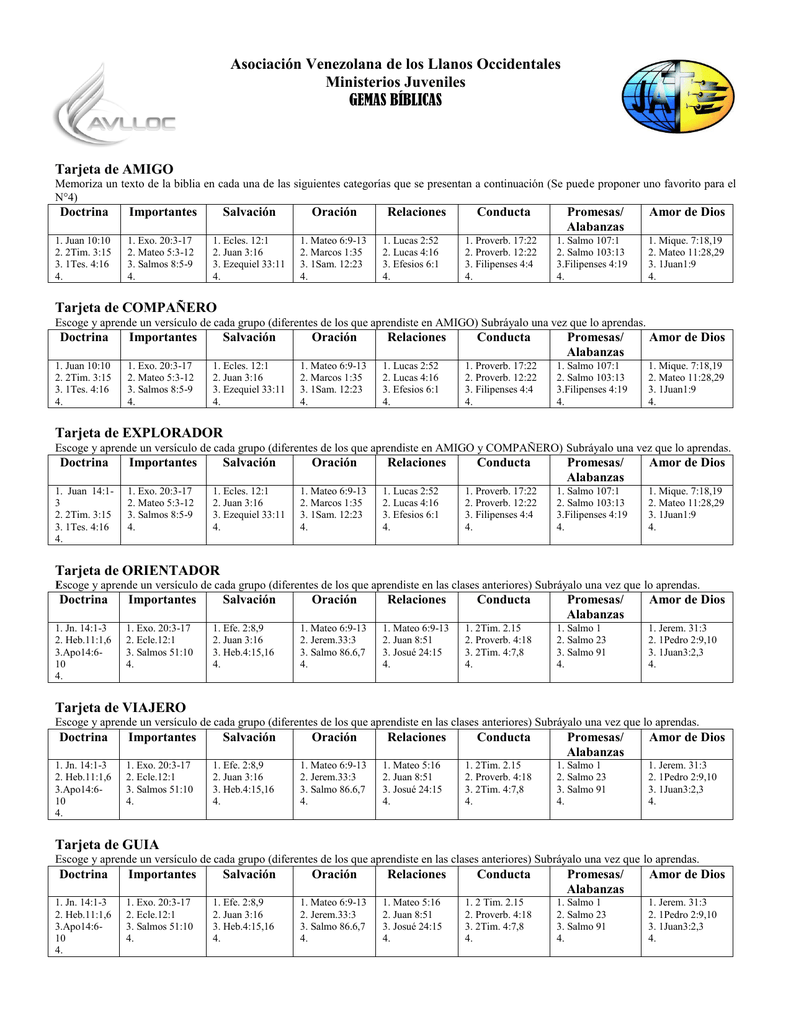 Asociación Venezolana de los Llanos Occidentales
Ministerios Juveniles
GEMAS BÍBLICAS
AVLLOC
JA
Tarjeta de AMIGO
Memoriza un texto de la biblia en cada una de las siguientes categorías que se presentan a continuación (Se puede proponer uno favorito para el
N°4)
Doctrina Importantes Salvación Oración Relaciones Conducta Promesas/ Amor de Dios
Alabanzas
1. Juan 10:10 1. Exo. 20:3-17 1. Ecles. 12:1 1. Mateo 6:9-13 1. Lucas 2:52 1. Proverb. 17:22 1. Salmo 107:1 1. Mique. 7:18,19
2. 2Tim. 3:15 2. Mateo 5:3-12 2. Juan 3:16 2. Marcos 1:35 2. Lucas 4:16 2. Proverb. 12:22 2. Salmo 103:13 2. Mateo 11:28,29
3. 1Tes. 4:16 3. Salmos 8:5-9 3. Ezequiel 33:11 3. 1Sam. 12:23 3. Efesios 6:1 3. Filipenses 4:4 3.Filipenses 4:19 3. 1Juan1:9
4. 4. 4. 4. 4. 4. 4. 4.
Tarjeta de COMPAÑERO
Escoge y aprende un versículo de cada grupo (diferentes de los que aprendiste en AMIGO) Subráyalo una vez que lo aprendas.
Doctrina Importantes Salvación Oración Relaciones Conducta Promesas/ Amor de Dios
Alabanzas
1. Juan 10:10 1. Exo. 20:3-17 1. Ecles. 12:1 1. Mateo 6:9-13 1. Lucas 2:52 1. Proverb. 17:22 1. Salmo 107:1 1. Mique. 7:18,19
2. 2Tim. 3:15 2. Mateo 5:3-12 2. Juan 3:16 2. Marcos 1:35 2. Lucas 4:16 2. Proverb. 12:22 2. Salmo 103:13 2. Mateo 11:28,29
3. 1Tes. 4:16 3. Salmos 8:5-9 3. Ezequiel 33:11 3. 1Sam. 12:23 3. Efesios 6:1 3. Filipenses 4:4 3.Filipenses 4:19 3. 1Juan1:9
4. 4. 4. 4. 4. 4. 4. 4.
Tarjeta de EXPLORADOR
Escoge y aprende un versículo de cada grupo (diferentes de los que aprendiste en AMIGO y COMPAÑERO) Subráyalo una vez que lo aprendas.
Doctrina Importantes Salvación Oración Relaciones Conducta Promesas/ Amor de Dios
Alabanzas
1. Juan 14:1- 1. Exo. 20:3-17 1. Ecles. 12:1 1. Mateo 6:9-13 1. Lucas 2:52 1. Proverb. 17:22 1. Salmo 107:1 1. Mique. 7:18,19
3 2. Mateo 5:3-12 2. Juan 3:16 2. Marcos 1:35 2. Lucas 4:16 2. Proverb. 12:22 2. Salmo 103:13 2. Mateo 11:28,29
2. 2Tim. 3:15 3. Salmos 8:5-9 3. Ezequiel 33:11 3. 1Sam. 12:23 3. Efesios 6:1 3. Filipenses 4:4 3.Filipenses 4:19 3. 1Juan1:9
3. 1Tes. 4:16 4. 4. 4. 4. 4. 4. 4.
4.
Tarjeta de ORIENTADOR
Escoge y aprende un versículo de cada grupo (diferentes de los que aprendiste en las clases anteriores) Subráyalo una vez que lo aprendas.
Doctrina Importantes Salvación Oración Relaciones Conducta Promesas/ Amor de Dios
Alabanzas
1. Jn. 14:1-3 1. Exo. 20:3-17 1. Efe. 2:8,9 1. Mateo 6:9-13 1. Mateo 6:9-13 1. 2Tim. 2.15 1. Salmo 1 1. Jerem. 31:3
2. Heb.11:1,6 2. Ecle.12:1 2. Juan 3:16 2. Jerem.33:3 2. Juan 8:51 2. Proverb. 4:18 2. Salmo 23 2. 1Pedro 2:9,10
3.Apo14:6- 3. Salmos 51:10 3. Heb.4:15,16 3. Salmo 86.6,7 3. Josué 24:15 3. 2Tim. 4:7,8 3. Salmo 91 3. 1Juan3:2,3
10 4. 4. 4. 4. 4. 4. 4.
4.
Tarjeta de VIAJERO
Escoge y aprende un versículo de cada grupo (diferentes de los que aprendiste en las clases anteriores) Subráyalo una vez que lo aprendas.
Doctrina Importantes Salvación Oración Relaciones Conducta Promesas/ Amor de Dios
Alabanzas
1. Jn. 14:1-3 1. Exo. 20:3-17 1. Efe. 2:8,9 1. Mateo 6:9-13 1. Mateo 5:16 1. 2Tim. 2.15 1. Salmo 1 1. Jerem. 31:3
2. Heb.11:1,6 2. Ecle.12:1 2. Juan 3:16 2. Jerem.33:3 2. Juan 8:51 2. Proverb. 4:18 2. Salmo 23 2. 1Pedro 2:9,10
3.Apo14:6- 3. Salmos 51:10 3. Heb.4:15,16 3. Salmo 86.6,7 3. Josué 24:15 3. 2Tim. 4:7,8 3. Salmo 91 3. 1Juan3:2,3
10 4. 4. 4. 4. 4. 4. 4.
4.
Tarjeta de GUIA
Escoge y aprende un versículo de cada grupo (diferentes de los que aprendiste en las clases anteriores) Subráyalo una vez que lo aprendas.
Doctrina Importantes Salvación Oración Relaciones Conducta Promesas/ Amor de Dios
Alabanzas
1. Jn. 14:1-3 1. Exo. 20:3-17 1. Efe. 2:8,9 1. Mateo 6:9-13 1. Mateo 5:16 1. 2 Tim. 2.15 1. Salmo 1 1. Jerem. 31:3
2. Heb.11:1,6 2. Ecle.12:1 2. Juan 3:16 2. Jerem.33:3 2. Juan 8:51 2. Proverb. 4:18 2. Salmo 23 2. 1Pedro 2:9,10
3.Apo14:6- 3. Salmos 51:10 3. Heb.4:15,16 3. Salmo 86.6,7 3. Josué 24:15 3. 2Tim. 4:7,8 3. Salmo 91 3. 1Juan3:2,3
10 4. 4. 4. 4. 4. 4. 4.
4.